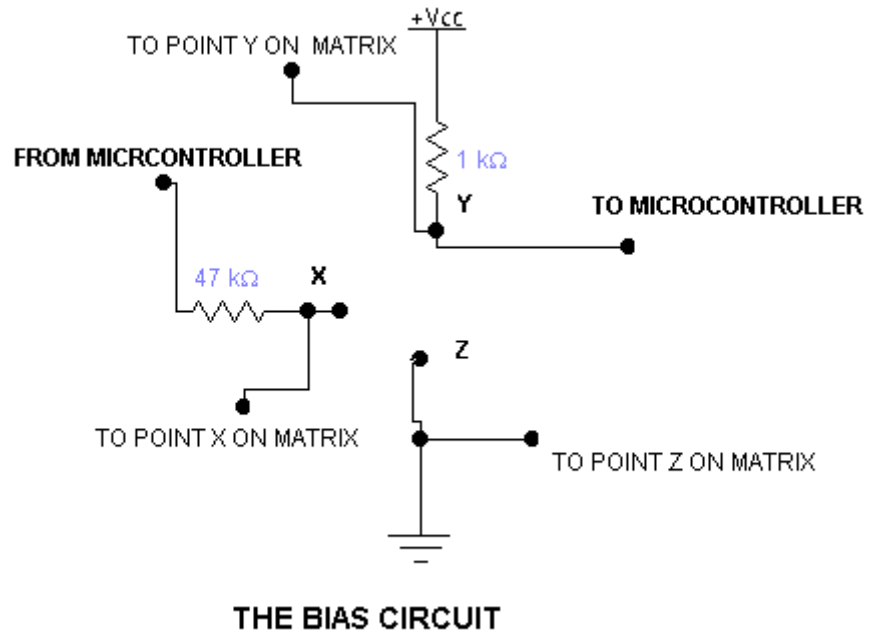 +Vcc
TO POINT Y ON MATRIX
FROM MICRCONTROLLER
1 kΩ
Y
TO MICROCONTROLLER
47 kΩ
X
Z
TO POINT X ON MATRIX
TO POINT Z ON MATRIX
THE BIAS CIRCUIT